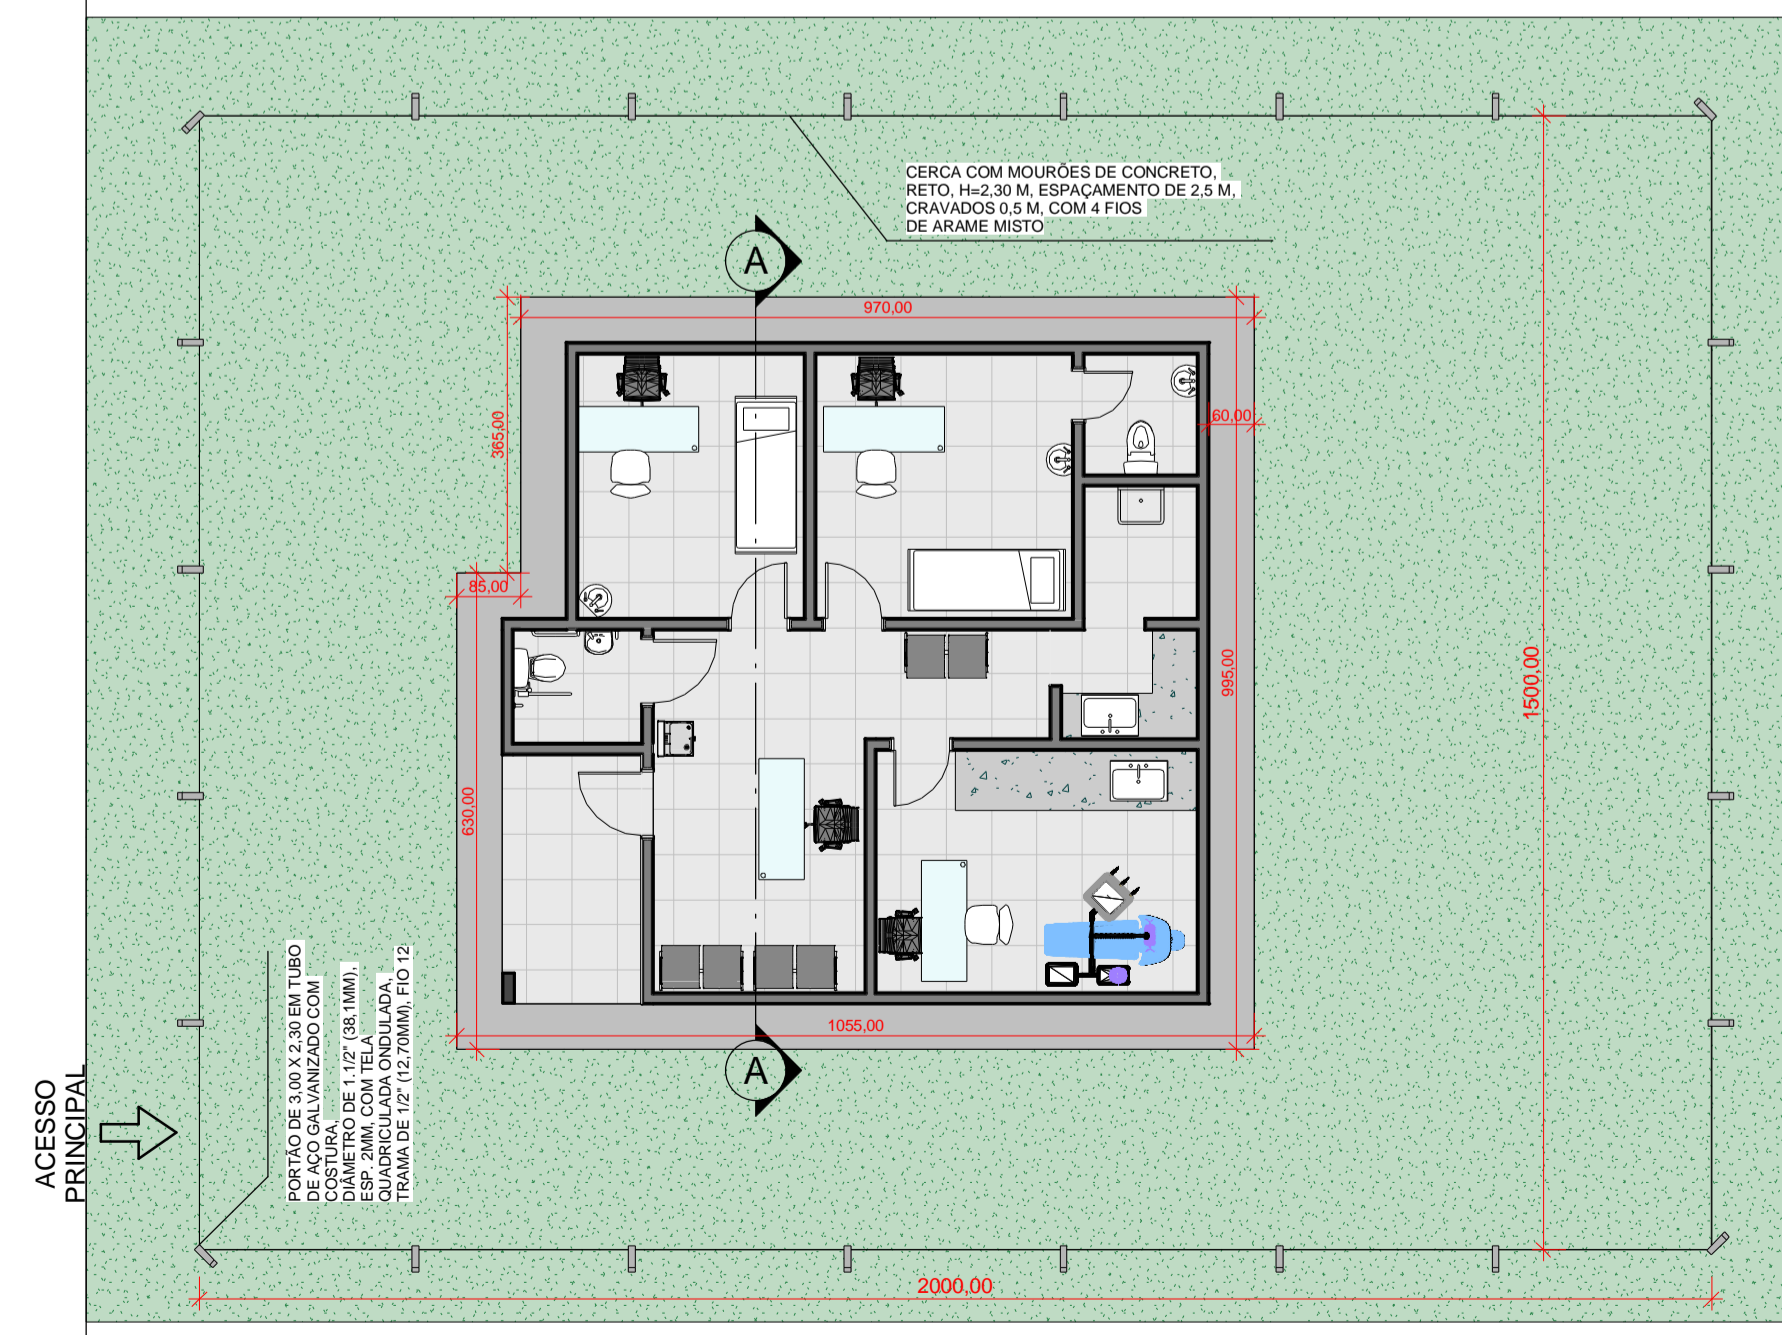 CERCA COM MOURÕES DE CONCRETO,
RETO, H=2,30 M, ESPAÇAMENTO DE 2,5 M,
CRAVADOS 0,5 M, COM 4 FIOS
DE ARAME MISTO
A
970,00
365,00
60,00
85,00
995,00
1500,00
630,00
PORTÃO DE 3,00 X 2,30 EM TUBO
DE AÇO GALVANIZADO COM
COSTURA,
DIÂMETRO DE 1.1/2" (38,1MM),
ESP. 2MM, COM TELA
QUADRICULADA ONDULADA,
TRAMA DE 1/2" (12,70MM), FIO 12
1055,00
A
ACESSO
PRINCIPAL
2000,00